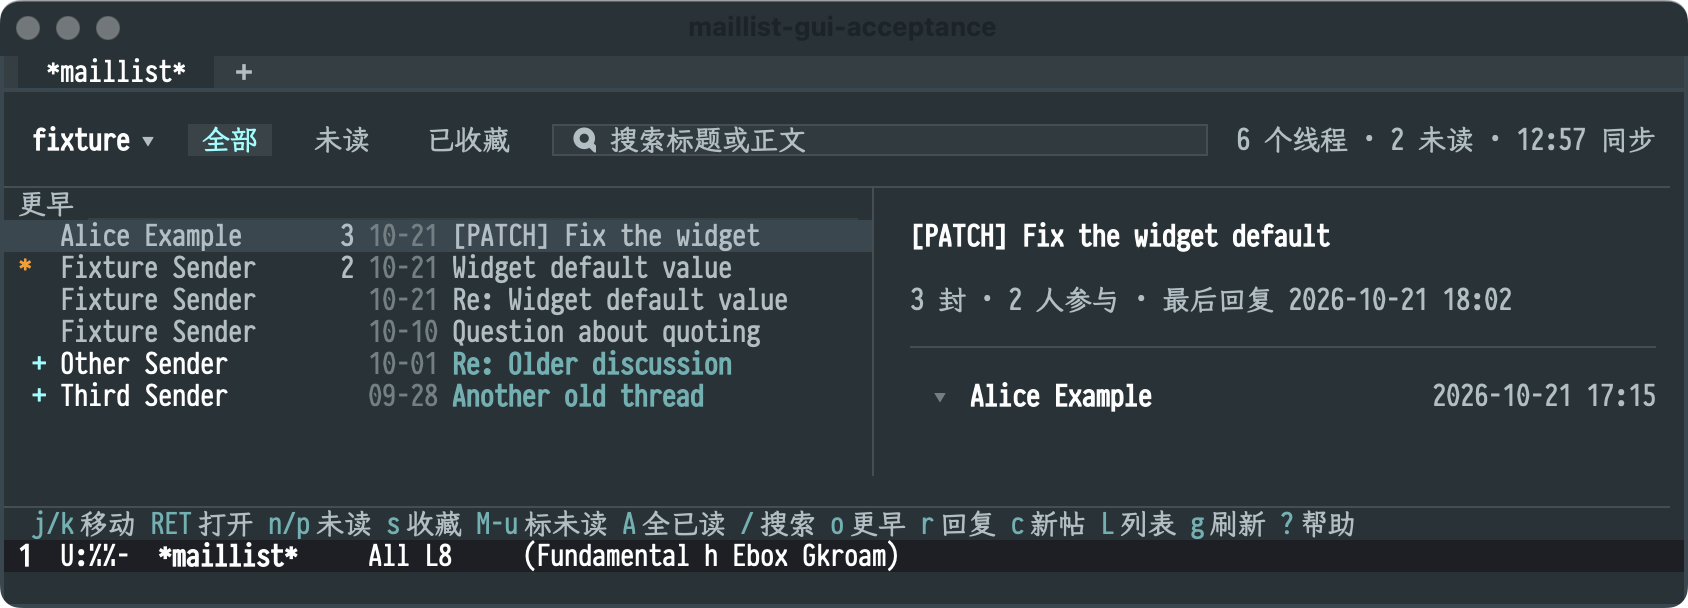 maillist-gui-acceptance
*maillist* +
fixture ▾ 全部 未读 已收藏 搜索标题或正文 6 个线程 · 2 未读 · 12:57 同步
更早
Alice Example 3 10-21 [PATCH] Fix the widget
* Fixture Sender 2 10-21 Widget default value
Fixture Sender 10-21 Re: Widget default value
Fixture Sender 10-10 Question about quoting
+ Other Sender 10-01 Re: Older discussion
+ Third Sender 09-28 Another old thread
[PATCH] Fix the widget default
3 封 · 2 人参与 · 最后回复 2026-10-21 18:02
▾ Alice Example 2026-10-21 17:15
j/k 移动 RET 打开 n/p 未读 s 收藏 M-u 标未读 A 全已读 / 搜索 o 更早 r 回复 c 新帖 L 列表 g 刷新 ? 帮助
1 U:%%- *maillist* All L8 (Fundamental h Ebox Gkroam)